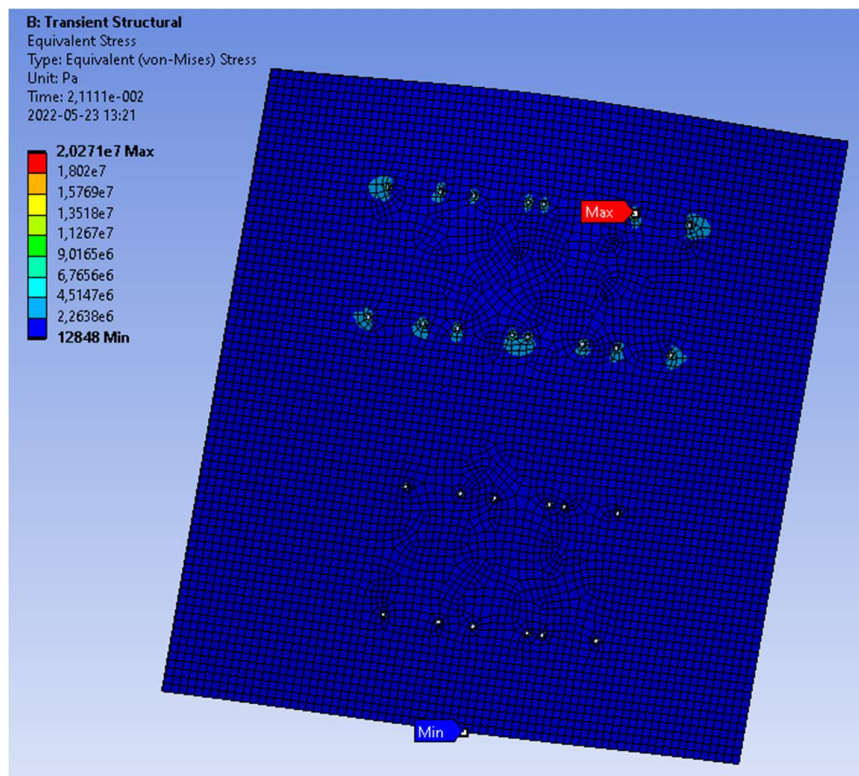 B: Transient Structural
Equivalent Stress
Type: Equivalent (von-Mises) Stress
Unit: Pa
Time: 2,1111e-002
2022-05-23 13:21
2,0271e7 Max
1,802e7
1,5769e7
1,3518e7
1,1267e7
9,0165e6
6,7656e6
4,5147e6
2,2638e6
12848 Min
Max
Min